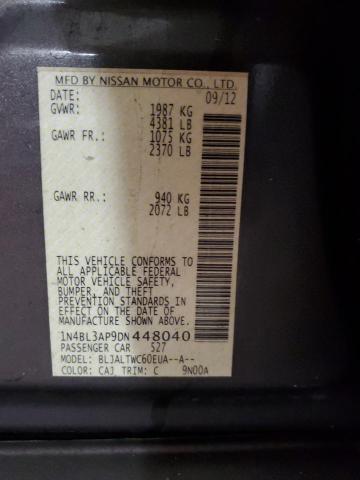 MFD BY NISSAN MOTOR CO., LTD.
DATE: 09/12
GVWR: 1987 KG
4381 LB
GAWR FR.: 1075 KG
2370 LB
GAWR RR.: 940 KG
2072 LB
THIS VEHICLE CONFORMS TO
ALL APPLICABLE FEDERAL
MOTOR VEHICLE SAFETY,
BUMPER, AND THEFT
PREVENTION STANDARDS IN
EFFECT ON THE DATE OF
MANUFACTURE SHOWN ABOVE.
1N4BL3AP9DN448040
PASSENGER CAR 527
MODEL: BLJALTWC60EUA--A--
COLOR: CAJ TRIM: C 9N00A